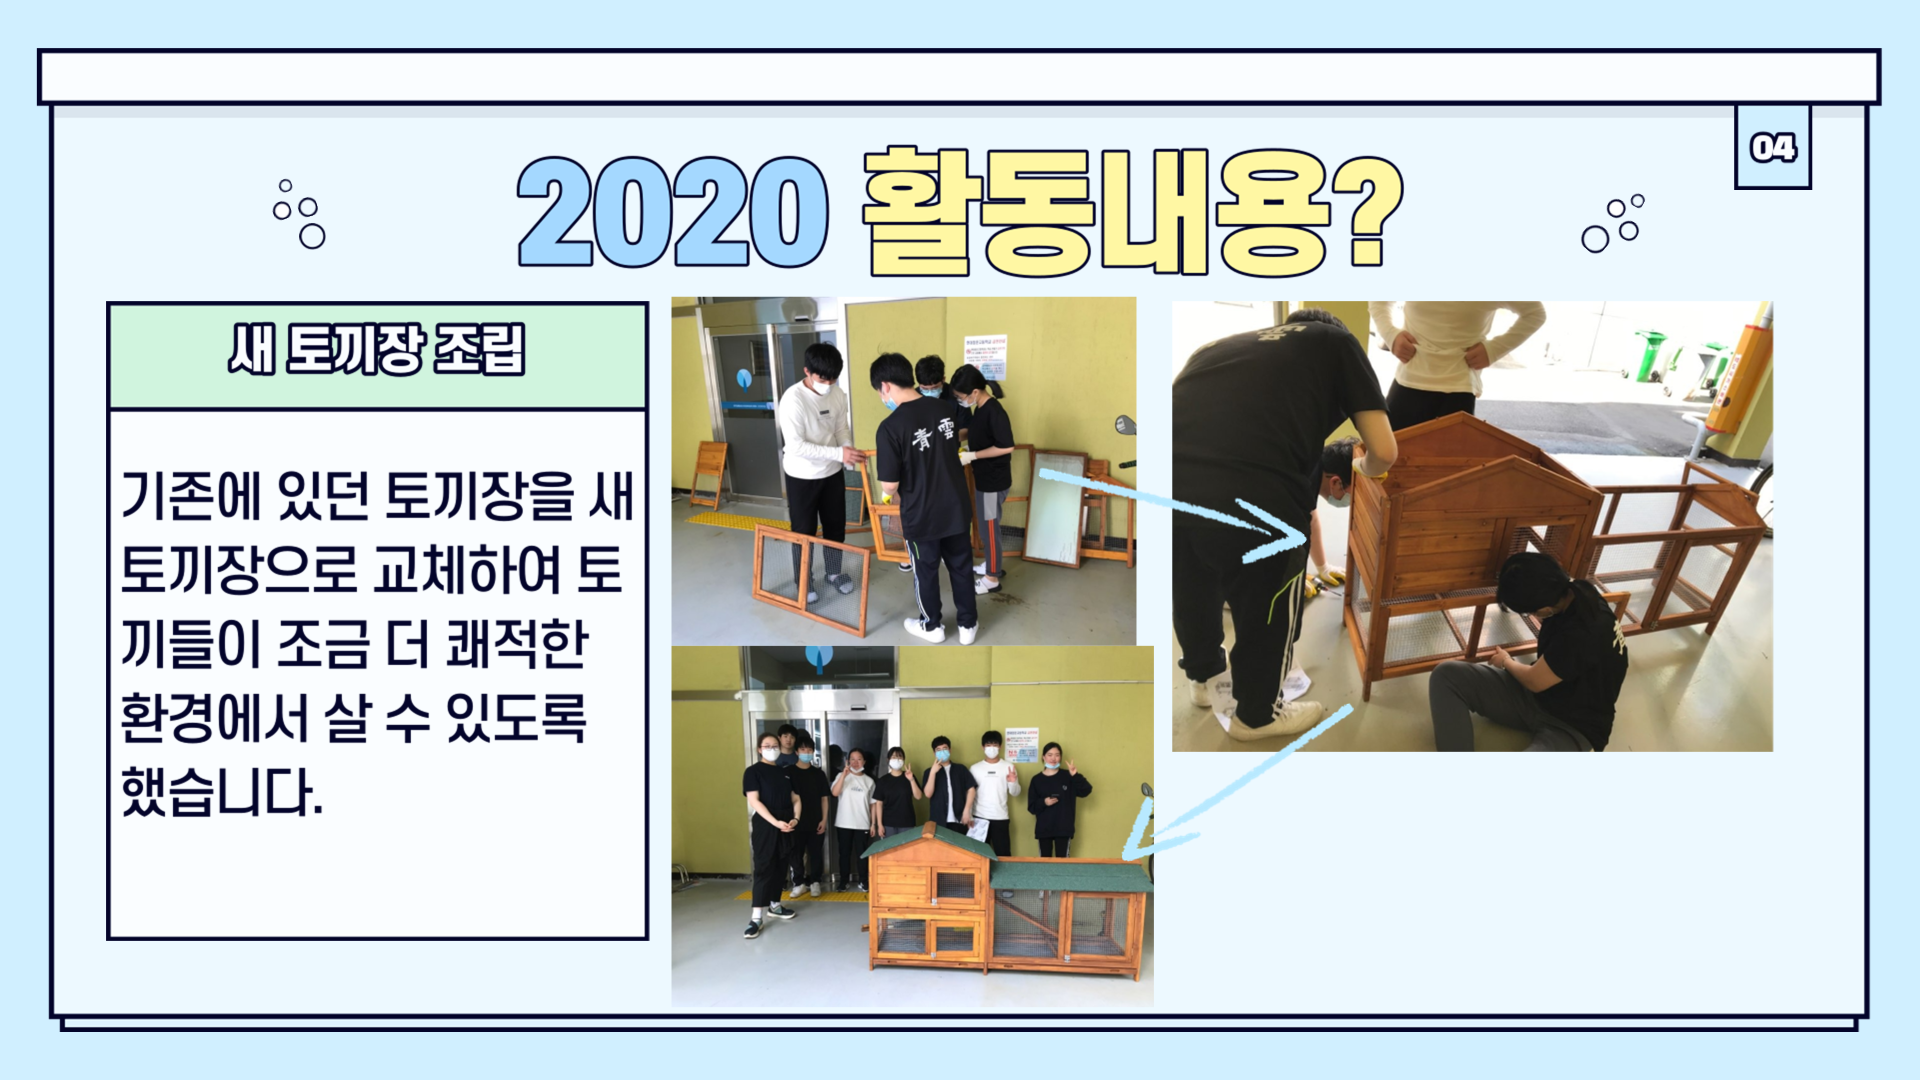 04
2020 활동내용?
새 토끼장 조립
기존에 있던 토끼장을 새
토끼장으로 교체하여 토
끼들이 조금 더 쾌적한
환경에서 살 수 있도록
했습니다.
青雲